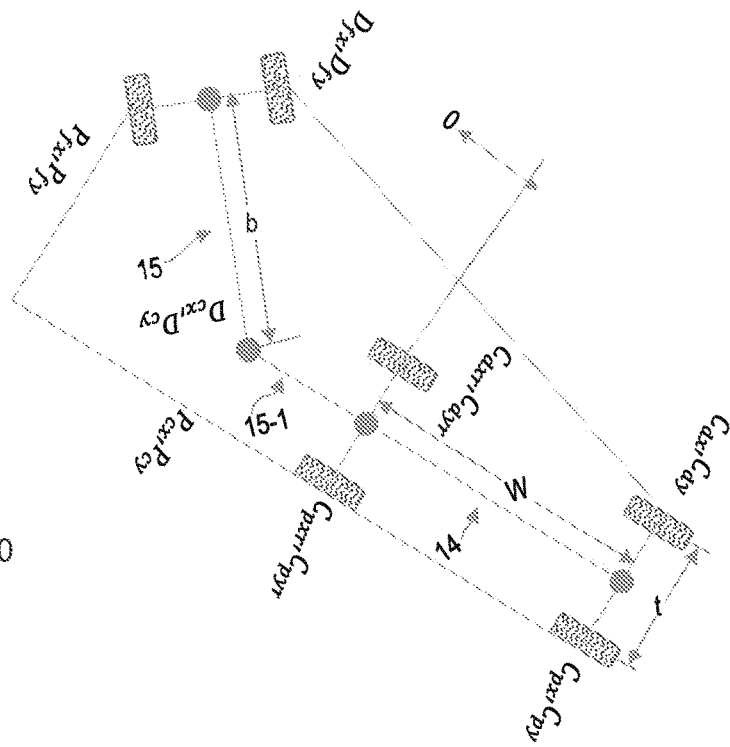 D_fx, D_fy
P_fx, P_fy
O
b
15
D_cx, D_cy
15-1
P_cx, P_cy
C_dxr, C_dyr
W
C_dx, C_dy
14
C_pxr, C_pyr
t
C_px, C_py
0